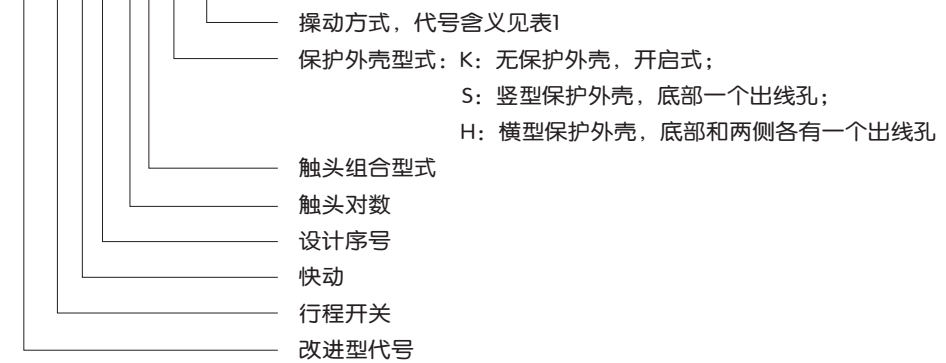 操动方式，代号含义见表1
保护外壳型式：K：无保护外壳，开启式；
S：竖型保护外壳，底部一个出线孔；
H：横型保护外壳，底部和两侧各有一个出线孔
触头组合型式
触头对数
设计序号
快动
行程开关
改进型代号